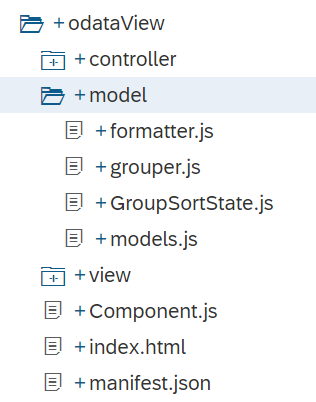 + odataView
+ controller
+ model
+ formatter.js
+ grouper.js
+ GroupSortState.js
+ models.js
+ view
+ Component.js
+ index.html
+ manifest.json